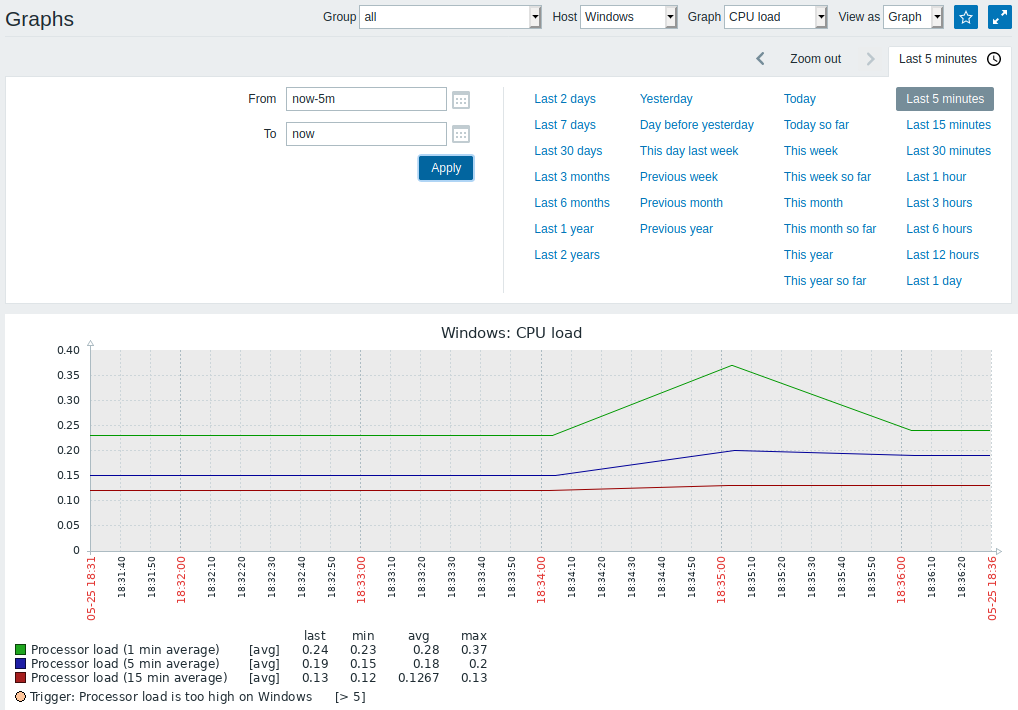 Graphs
Group all Host Windows Graph CPU load View as Graph
Zoom out Last 5 minutes
From now-5m
To now
Apply
Last 2 days Yesterday Today Last 5 minutes
Last 7 days Day before yesterday Today so far Last 15 minutes
Last 30 days This day last week This week Last 30 minutes
Last 3 months Previous week This week so far Last 1 hour
Last 6 months Previous month This month Last 3 hours
Last 1 year Previous year This month so far Last 6 hours
Last 2 years This year Last 12 hours
This year so far Last 1 day
Windows: CPU load
0.40
0.35
0.30
0.25
0.20
0.15
0.10
0.05
0
05-25 18:31 18:31:40 18:31:50 18:32:00 18:32:10 18:32:20 18:32:30 18:32:40 18:32:50 18:33:00 18:33:10 18:33:20 18:33:30 18:33:40 18:33:50 18:34:00 18:34:10 18:34:20 18:34:30 18:34:40 18:34:50 18:35:00 18:35:10 18:35:20 18:35:30 18:35:40 18:35:50 18:36:00 18:36:10 18:36:20 05-25 18:36
last min avg max
Processor load (1 min average) [avg] 0.24 0.23 0.28 0.37
Processor load (5 min average) [avg] 0.19 0.15 0.18 0.2
Processor load (15 min average) [avg] 0.13 0.12 0.1267 0.13
Trigger: Processor load is too high on Windows [> 5]